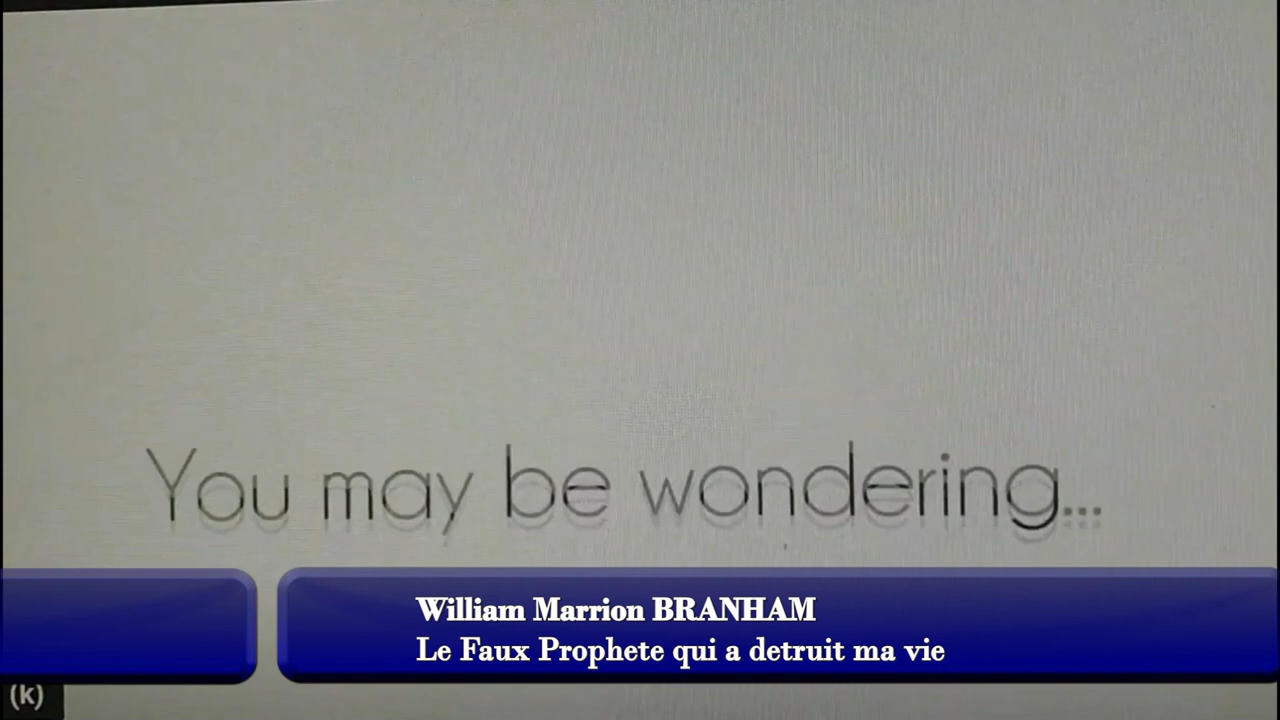 You may be wondering...
William Marrion BRANHAM
Le Faux Prophete qui a detruit ma vie
(k)